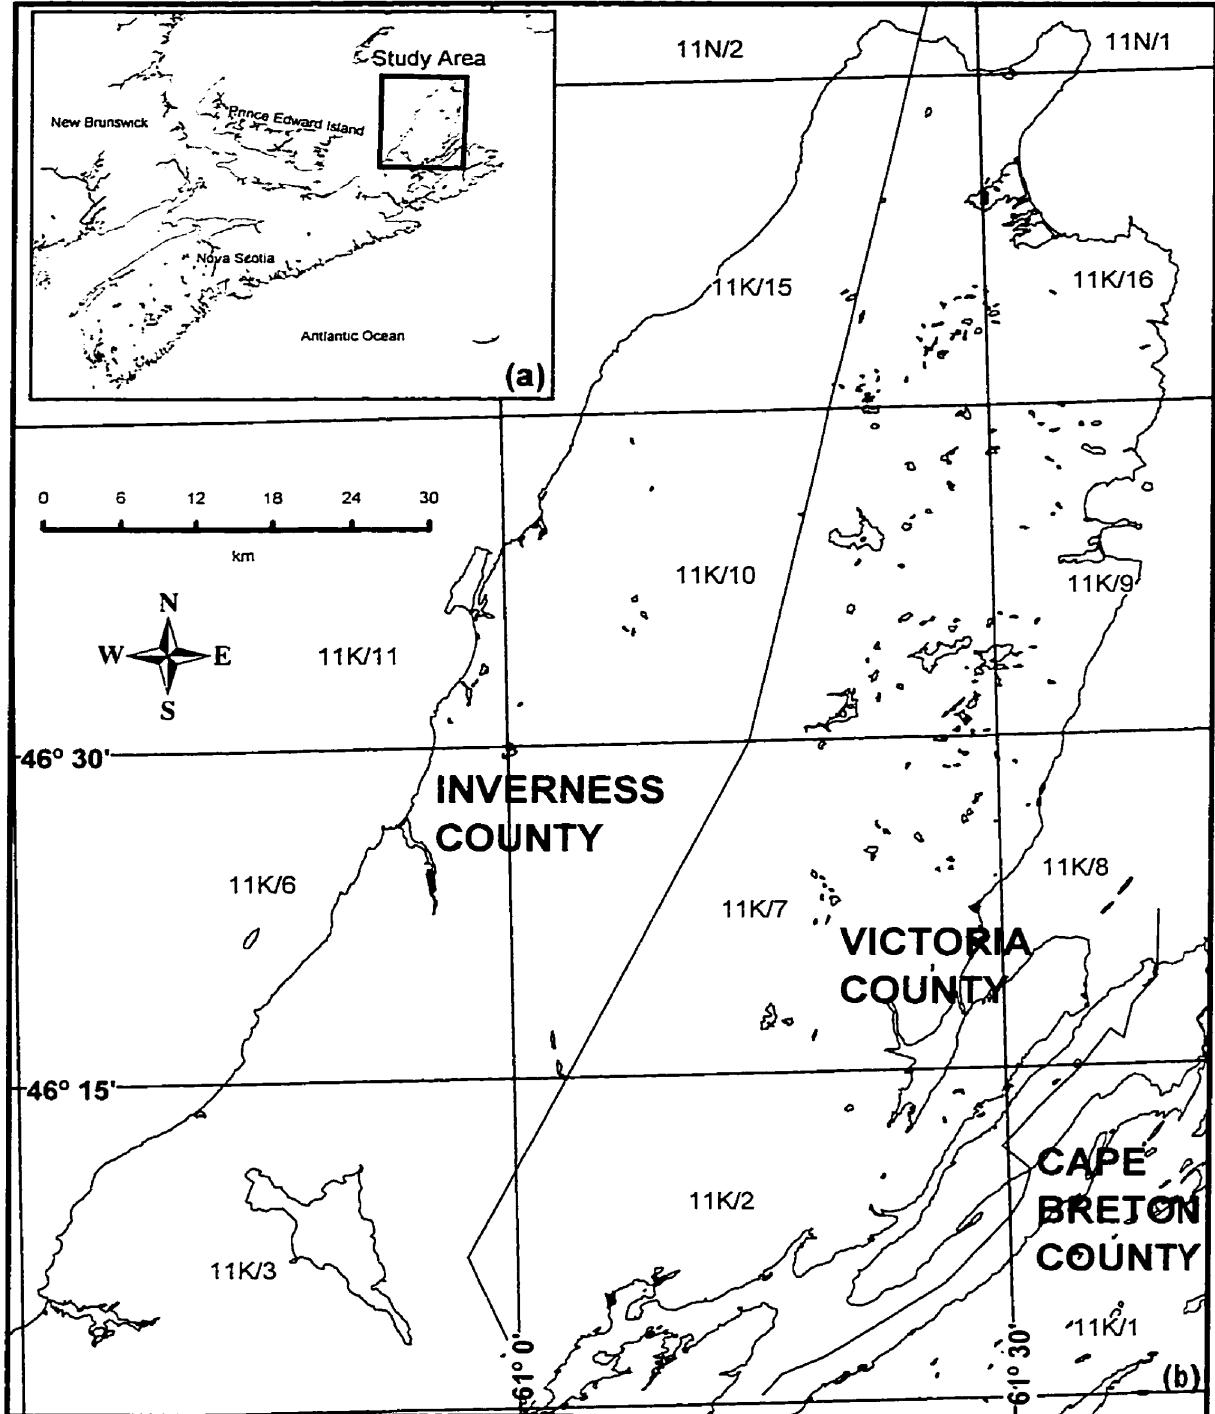 Study Area
New Brunswick
Prince Edward Island
Nova Scotia
Antlantic Ocean
(a)
11N/2
11N/1
11K/15
11K/16
0 6 12 18 24 30
km
N
W E
S
11K/10
11K/9
11K/11
46° 30'
INVERNESS
COUNTY
11K/6
11K/7
11K/8
VICTORIA
COUNTY
46° 15'
11K/3
11K/2
CAPE
BRETON
COUNTY
11K/1
61° 0'
61° 30'
(b)